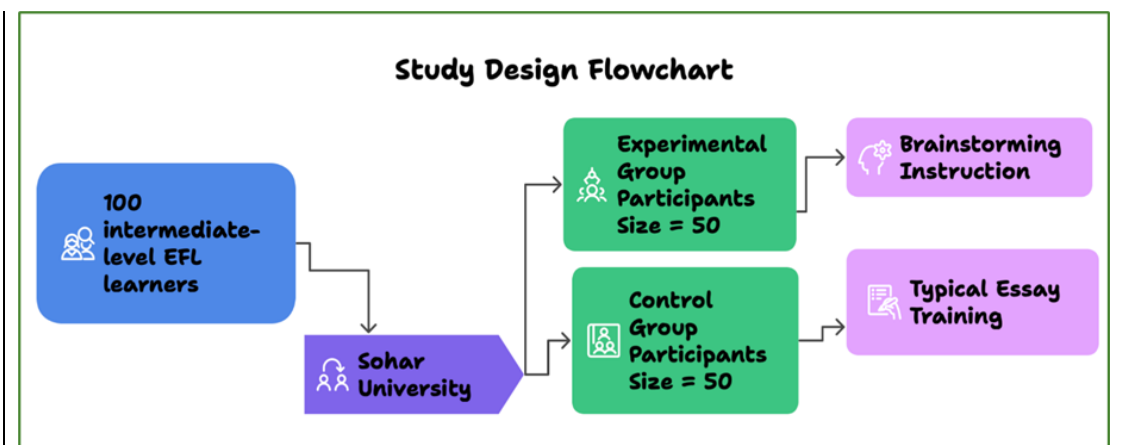 Study Design Flowchart
100
intermediate-
level EFL
learners
Sohar
University
Experimental
Group
Participants
Size = 50
Brainstorming
Instruction
Control
Group
Participants
Size = 50
Typical Essay
Training